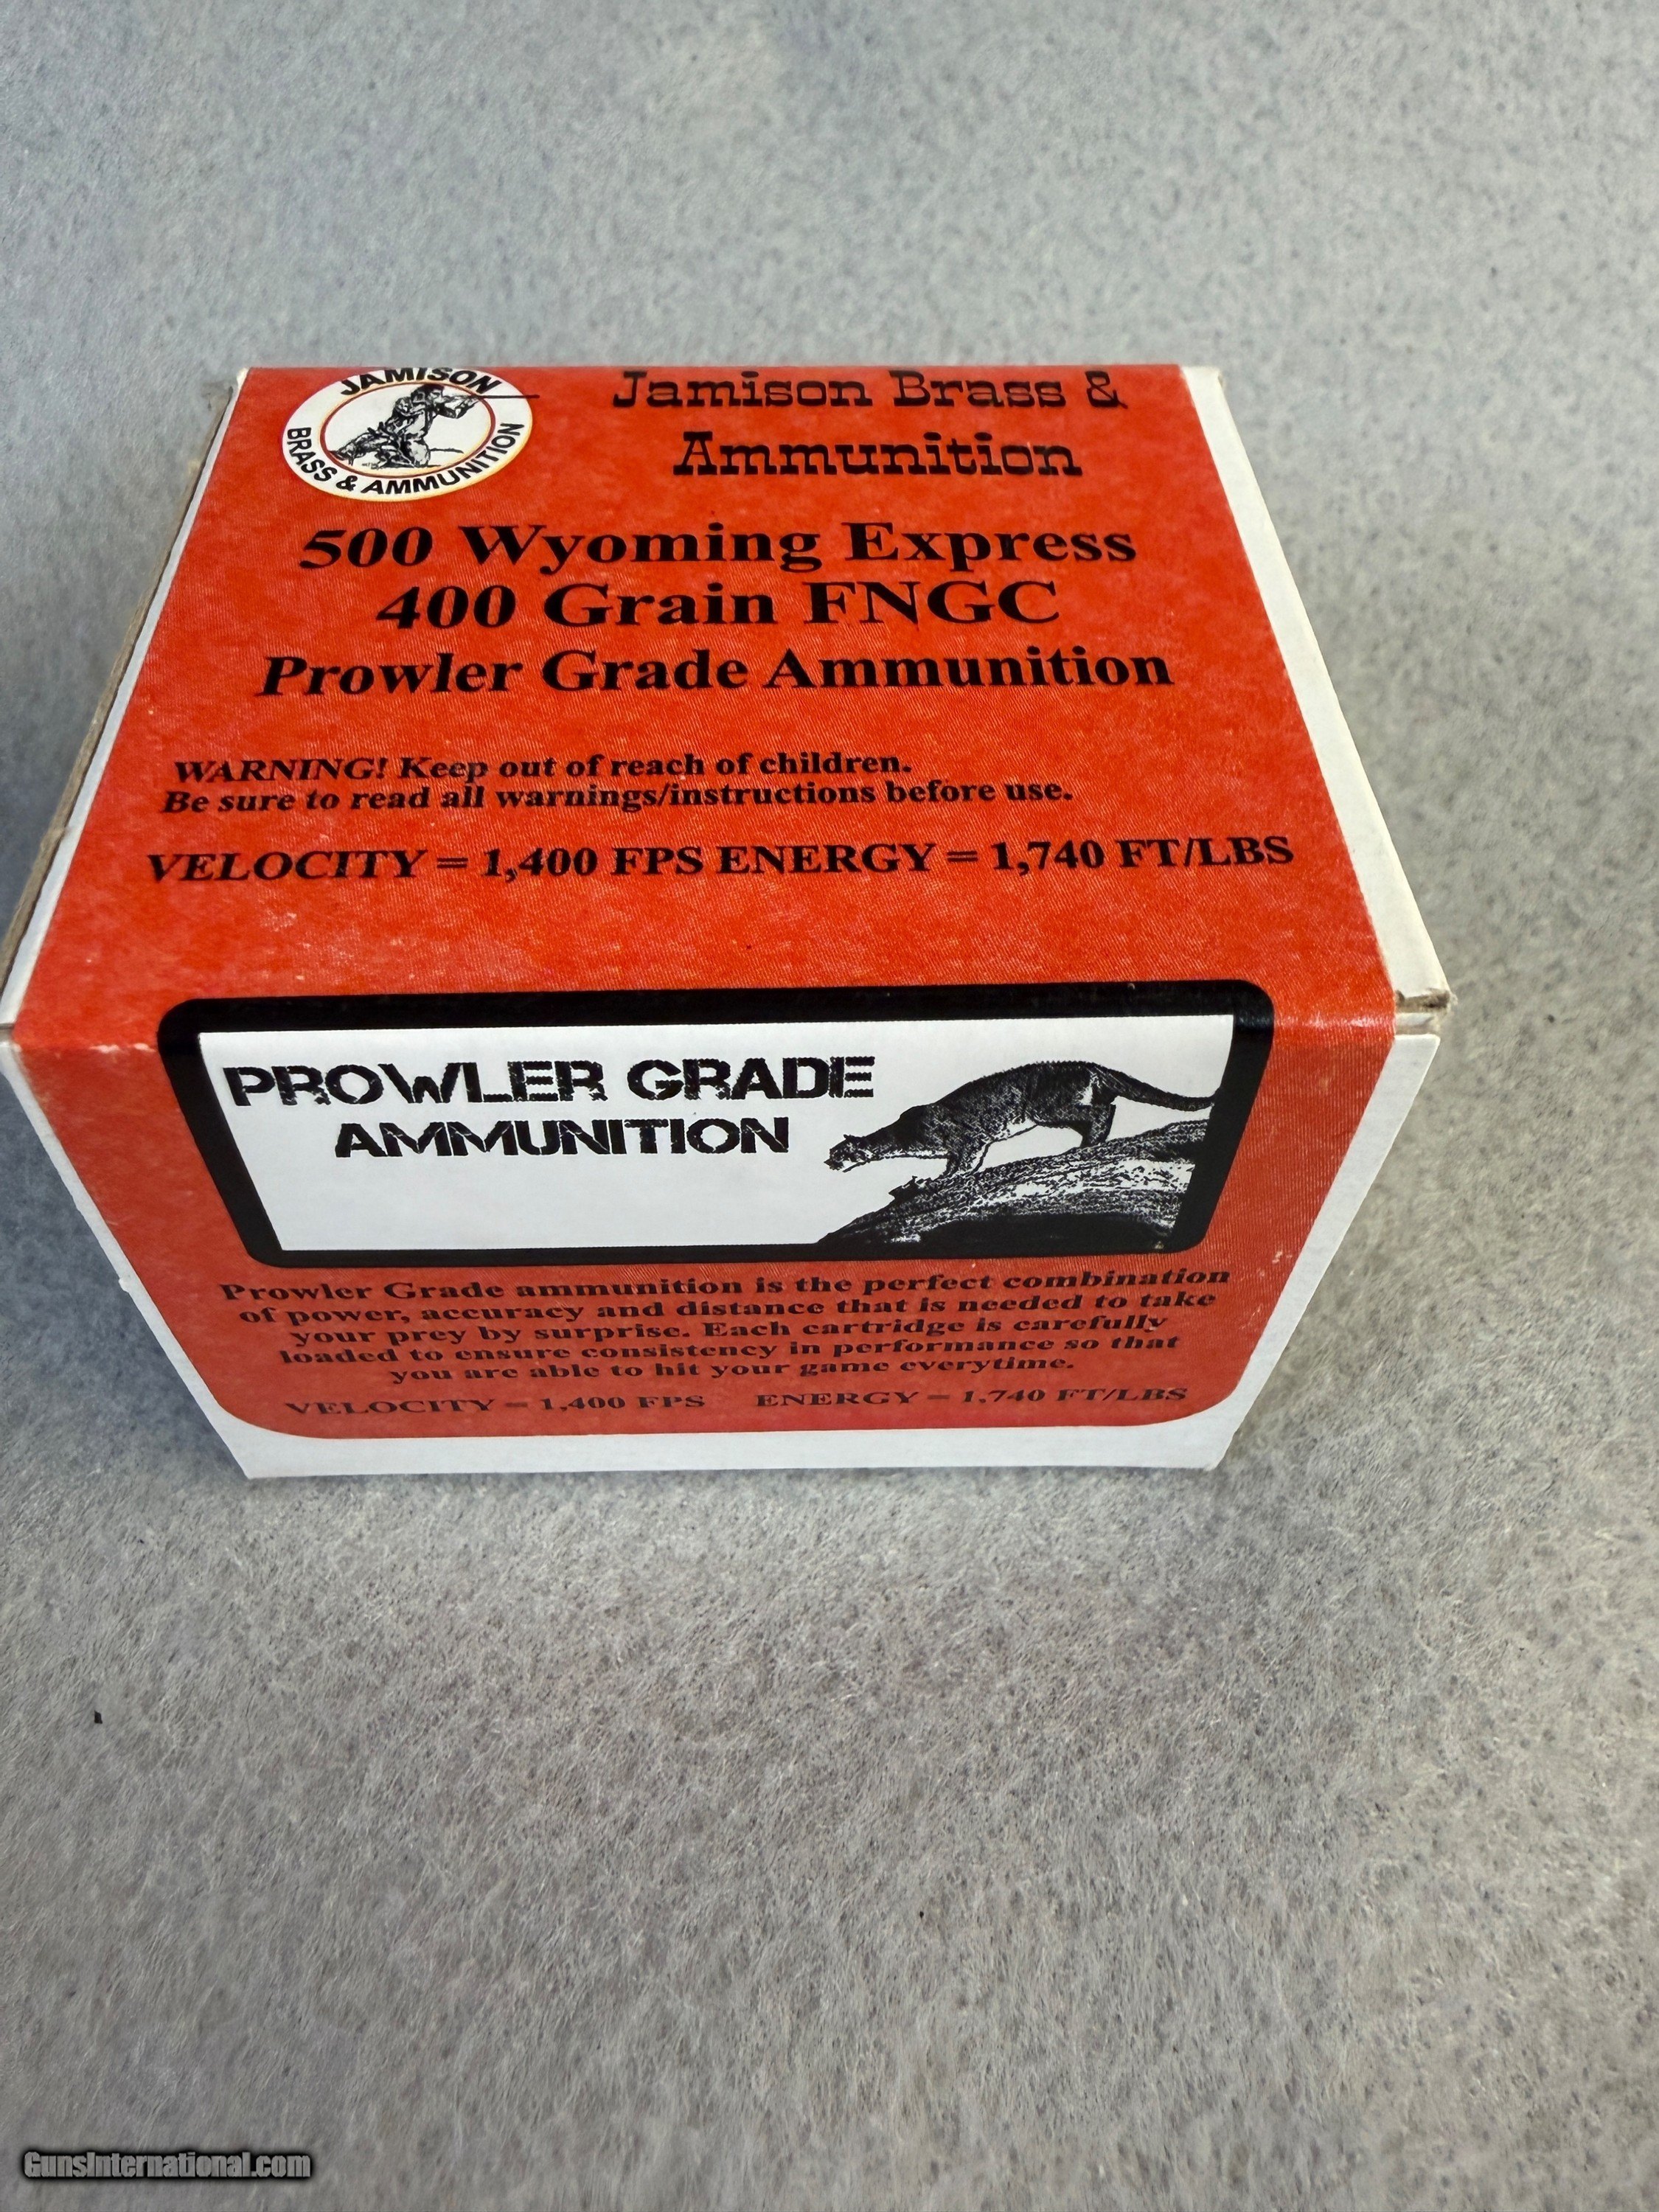 JAMISON
BRASS & AMMUNITION
Jamison Brass &
Ammunition
500 Wyoming Express
400 Grain FNGC
Prowler Grade Ammunition
WARNING! Keep out of reach of children.
Be sure to read all warnings/instructions before use.
VELOCITY = 1,400 FPS ENERGY = 1,740 FT/LBS
PROWLER GRADE
AMMUNITION
Prowler Grade ammunition is the perfect combination
of power, accuracy and distance that is needed to take
your prey by surprise. Each cartridge is carefully
loaded to ensure consistency in performance so that
you are able to hit your game everytime.
VELOCITY = 1,400 FPS ENERGY = 1,740 FT/LBS
GunsInternational.com